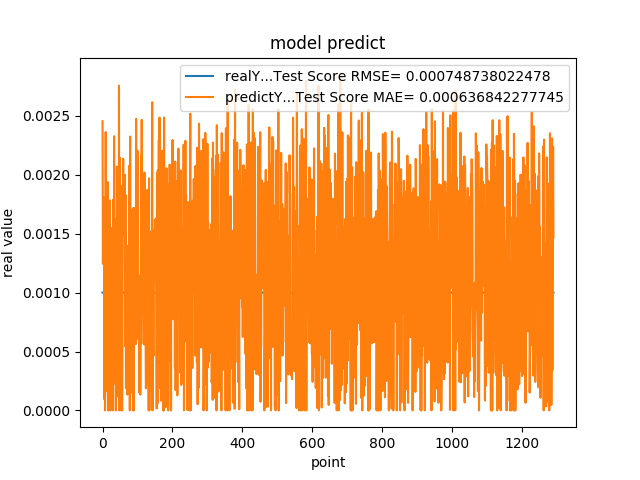 model predict
realY...Test Score RMSE= 0.000748738022478
predictY...Test Score MAE= 0.000636842277745
0.0025
0.0020
0.0015
0.0010
0.0005
0.0000
real value
0 200 400 600 800 1000 1200
point